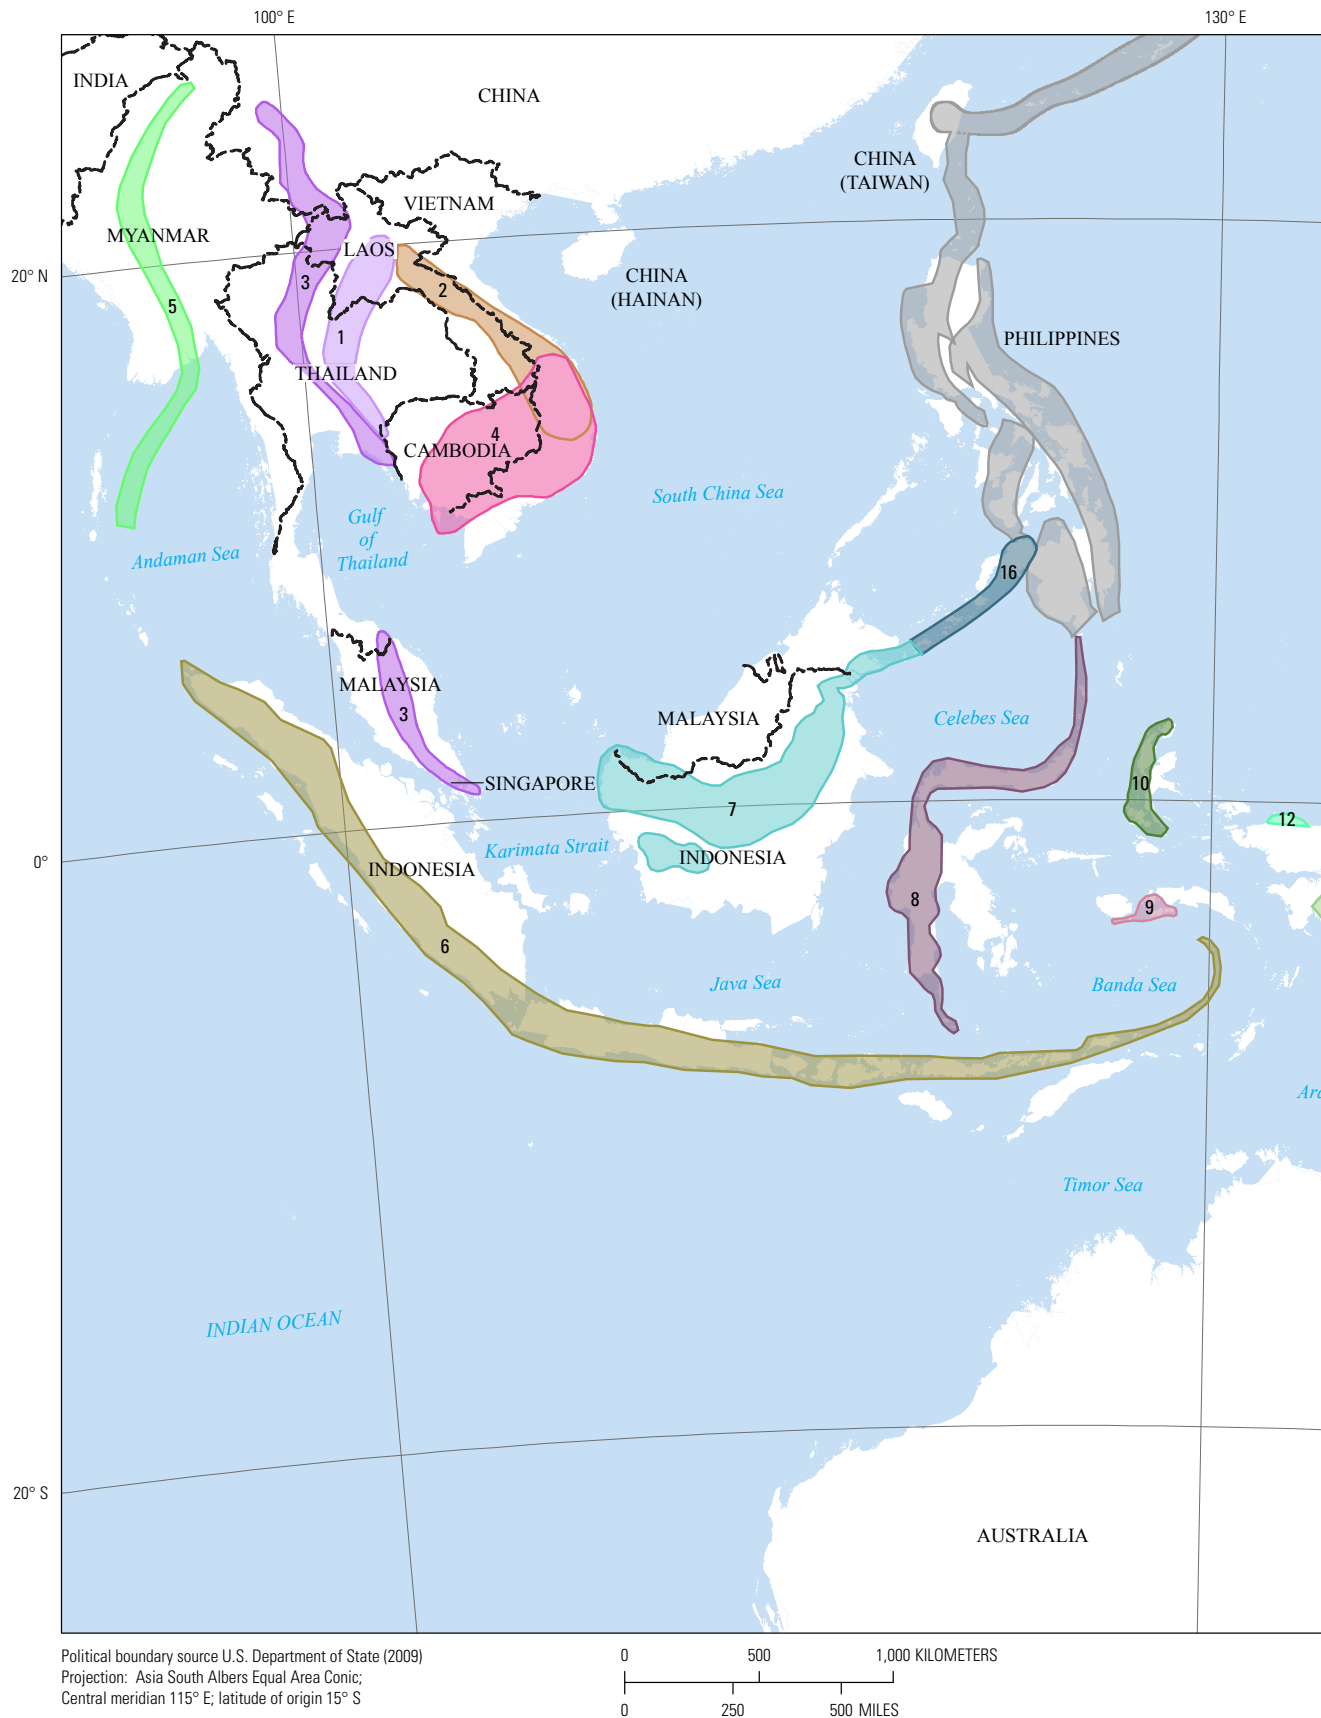 100° E
130° E
INDIA
CHINA
CHINA
(TAIWAN)
VIETNAM
MYANMAR
LAOS
20° N
3
2
CHINA
(HAINAN)
5
1
PHILIPPINES
THAILAND
4
CAMBODIA
South China Sea
Gulf
of
Thailand
Andaman Sea
16
MALAYSIA
3
MALAYSIA
Celebes Sea
SINGAPORE
10
7
12
0°
Karimata Strait
INDONESIA
INDONESIA
8
9
6
Java Sea
Banda Sea
Ara
Timor Sea
INDIAN OCEAN
20° S
AUSTRALIA
Political boundary source U.S. Department of State (2009)
Projection: Asia South Albers Equal Area Conic;
Central meridian 115° E; latitude of origin 15° S
0 500 1,000 KILOMETERS
0 250 500 MILES